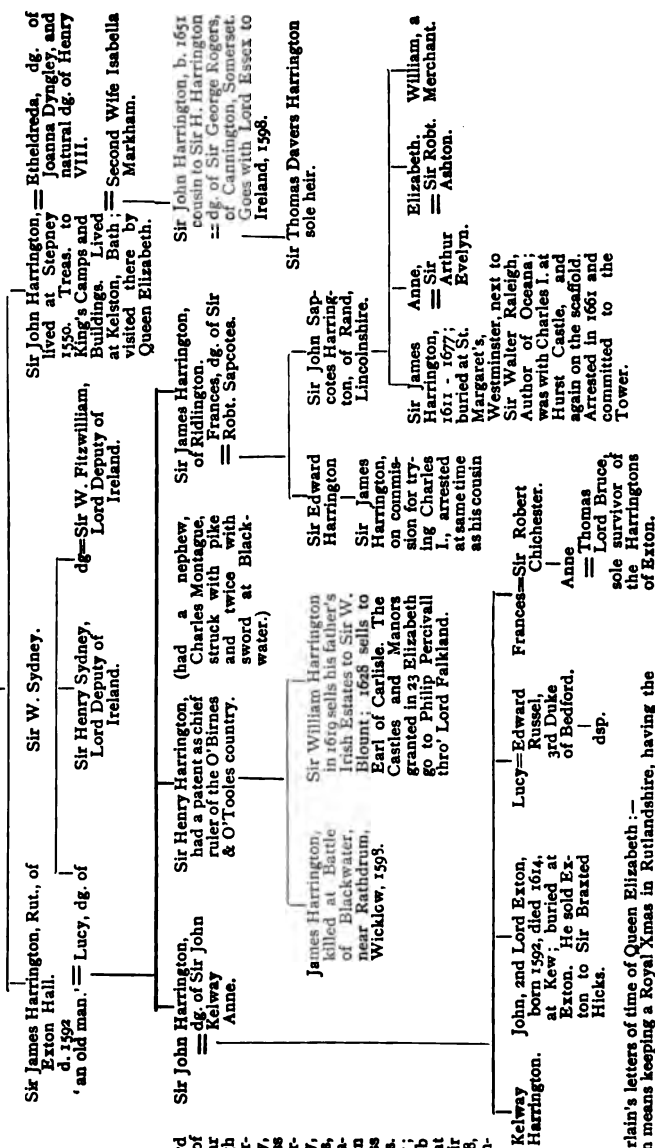 Sir James Harrington, Rut., of
Exton Hall.
d. 1592
'an old man.' = Lucy, dg. of
Sir W. Sydney.
Sir Henry Sydney,
Lord Deputy of
Ireland.
dg=Sir W. Fitzwilliam,
Lord Deputy of
Ireland.
Sir John Harrington, = Etheldreda, dg. of
lived at Stepney Joanna Dyngley, and
1550. Treas. to natural dg. of Henry
King's Camps and VIII.
Buildings. Lived
at Kelston, Bath ; = Second Wife Isabella
visited there by Markham.
Queen Elizabeth.
Sir John Harrington,
= dg. of Sir John
Kelway
Anne.
Sir Henry Harrington,
had a patent as chief
ruler of the O'Birnes
& O'Tooles country.
(had a nephew,
Charles Montague,
struck with pike
and twice with
sword at Black-
water.)
Sir James Harrington,
of Ridlington.
= Frances, dg. of Sir
Robt. Sapcotes.
Sir John Harrington, b. 1651
cousin to Sir H. Harrington
= dg. of Sir George Rogers,
of Cannington, Somerset.
Goes with Lord Essex to
Ireland, 1598.
Sir Thomas Davers Harrington
sole heir.
James Harrington,
killed at Battle
of Blackwater,
near Rathdrum,
Wicklow, 1598.
Sir William Harrington
in 1619 sells his father's
Irish Estates to Sir W.
Blount ; 1628 sells to
Earl of Carlisle. The
Castles and Manors
granted in 23 Elizabeth
go to Philip Percivall
thro' Lord Falkland.
Sir Edward
Harrington
Sir James
Harrington,
on commis-
sion for try-
ing Charles
I., arrested
at same time
as his cousin
Sir John Sap-
cotes Harring-
ton, of Rand,
Lincolnshire.
Sir James
Harrington,
1611 - 1677 ;
buried at St.
Margaret's,
Westminster, next to
Sir Walter Raleigh,
Author of Oceana ;
was with Charles I. at
Hurst Castle, and
again on the scaffold.
Arrested in 1661 and
committed to the
Tower.
Anne,
= Sir
Arthur
Evelyn.
Elizabeth.
= Sir Robt.
Ashton.
William, a
Merchant.
Kelway
Harrington.
John, 2nd Lord Exton,
born 1592, died 1614,
at Kew ; buried at
Exton. He sold Ex-
ton to Sir Braxted
Hicks.
Lucy=Edward
Russel,
3rd Duke
of Bedford.
dsp.
Frances=Sir Robert
Chichester.
Anne
= Thomas
Lord Bruce,
sole survivor of
the Harringtons
of Exton.
rlain's letters of time of Queen Elizabeth :—
n means keeping a Royal Xmas in Rutlandshire, having the